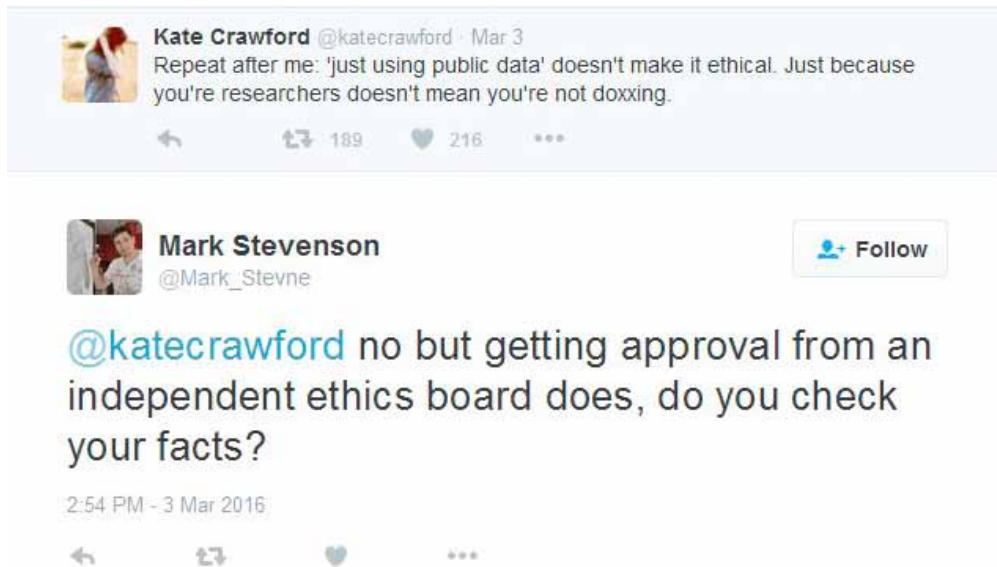 Kate Crawford @katecrawford · Mar 3
Repeat after me: 'just using public data' doesn't make it ethical. Just because
you're researchers doesn't mean you're not doxxing.
189 216
Mark Stevenson
@Mark_Stevne
Follow
@katecrawford no but getting approval from an
independent ethics board does, do you check
your facts?
2:54 PM - 3 Mar 2016